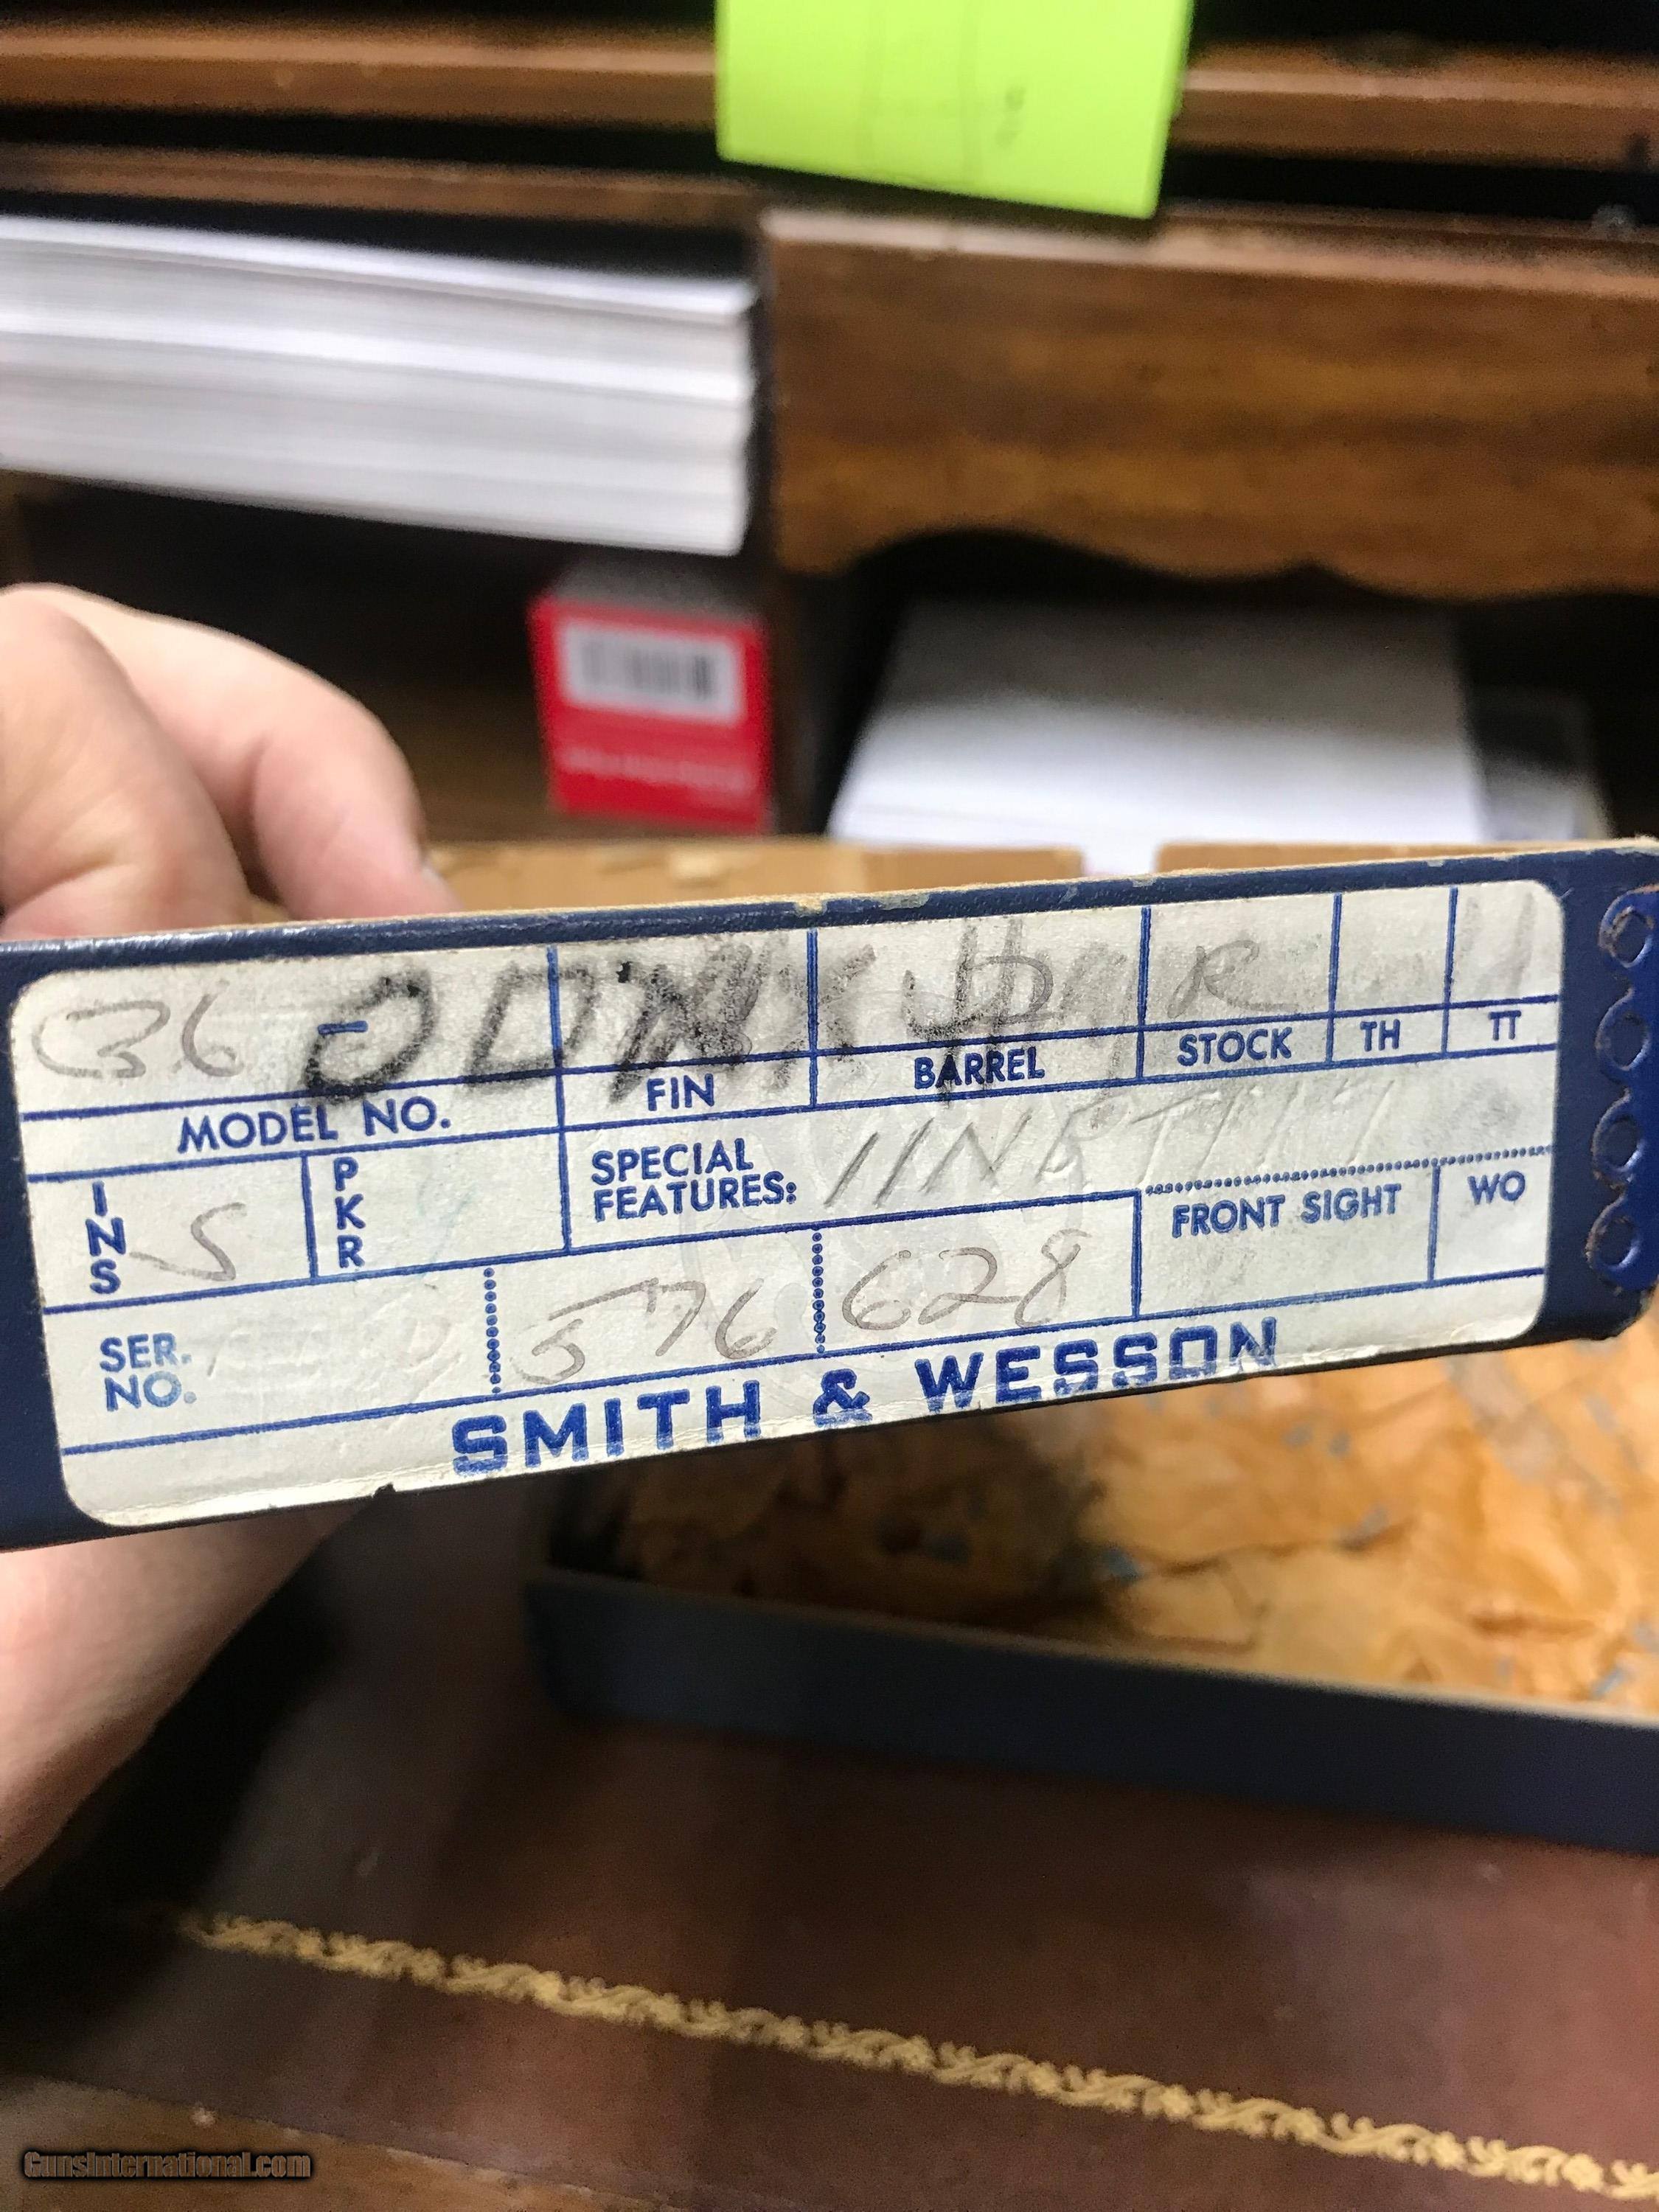 36 -
R
MODEL NO.
FIN
BARREL
STOCK
TH
TT
INS
S
PKR
SPECIAL
FEATURES:
FRONT SIGHT
WO
SER.
NO.
576
628
SMITH & WESSON
GunsInternational.com